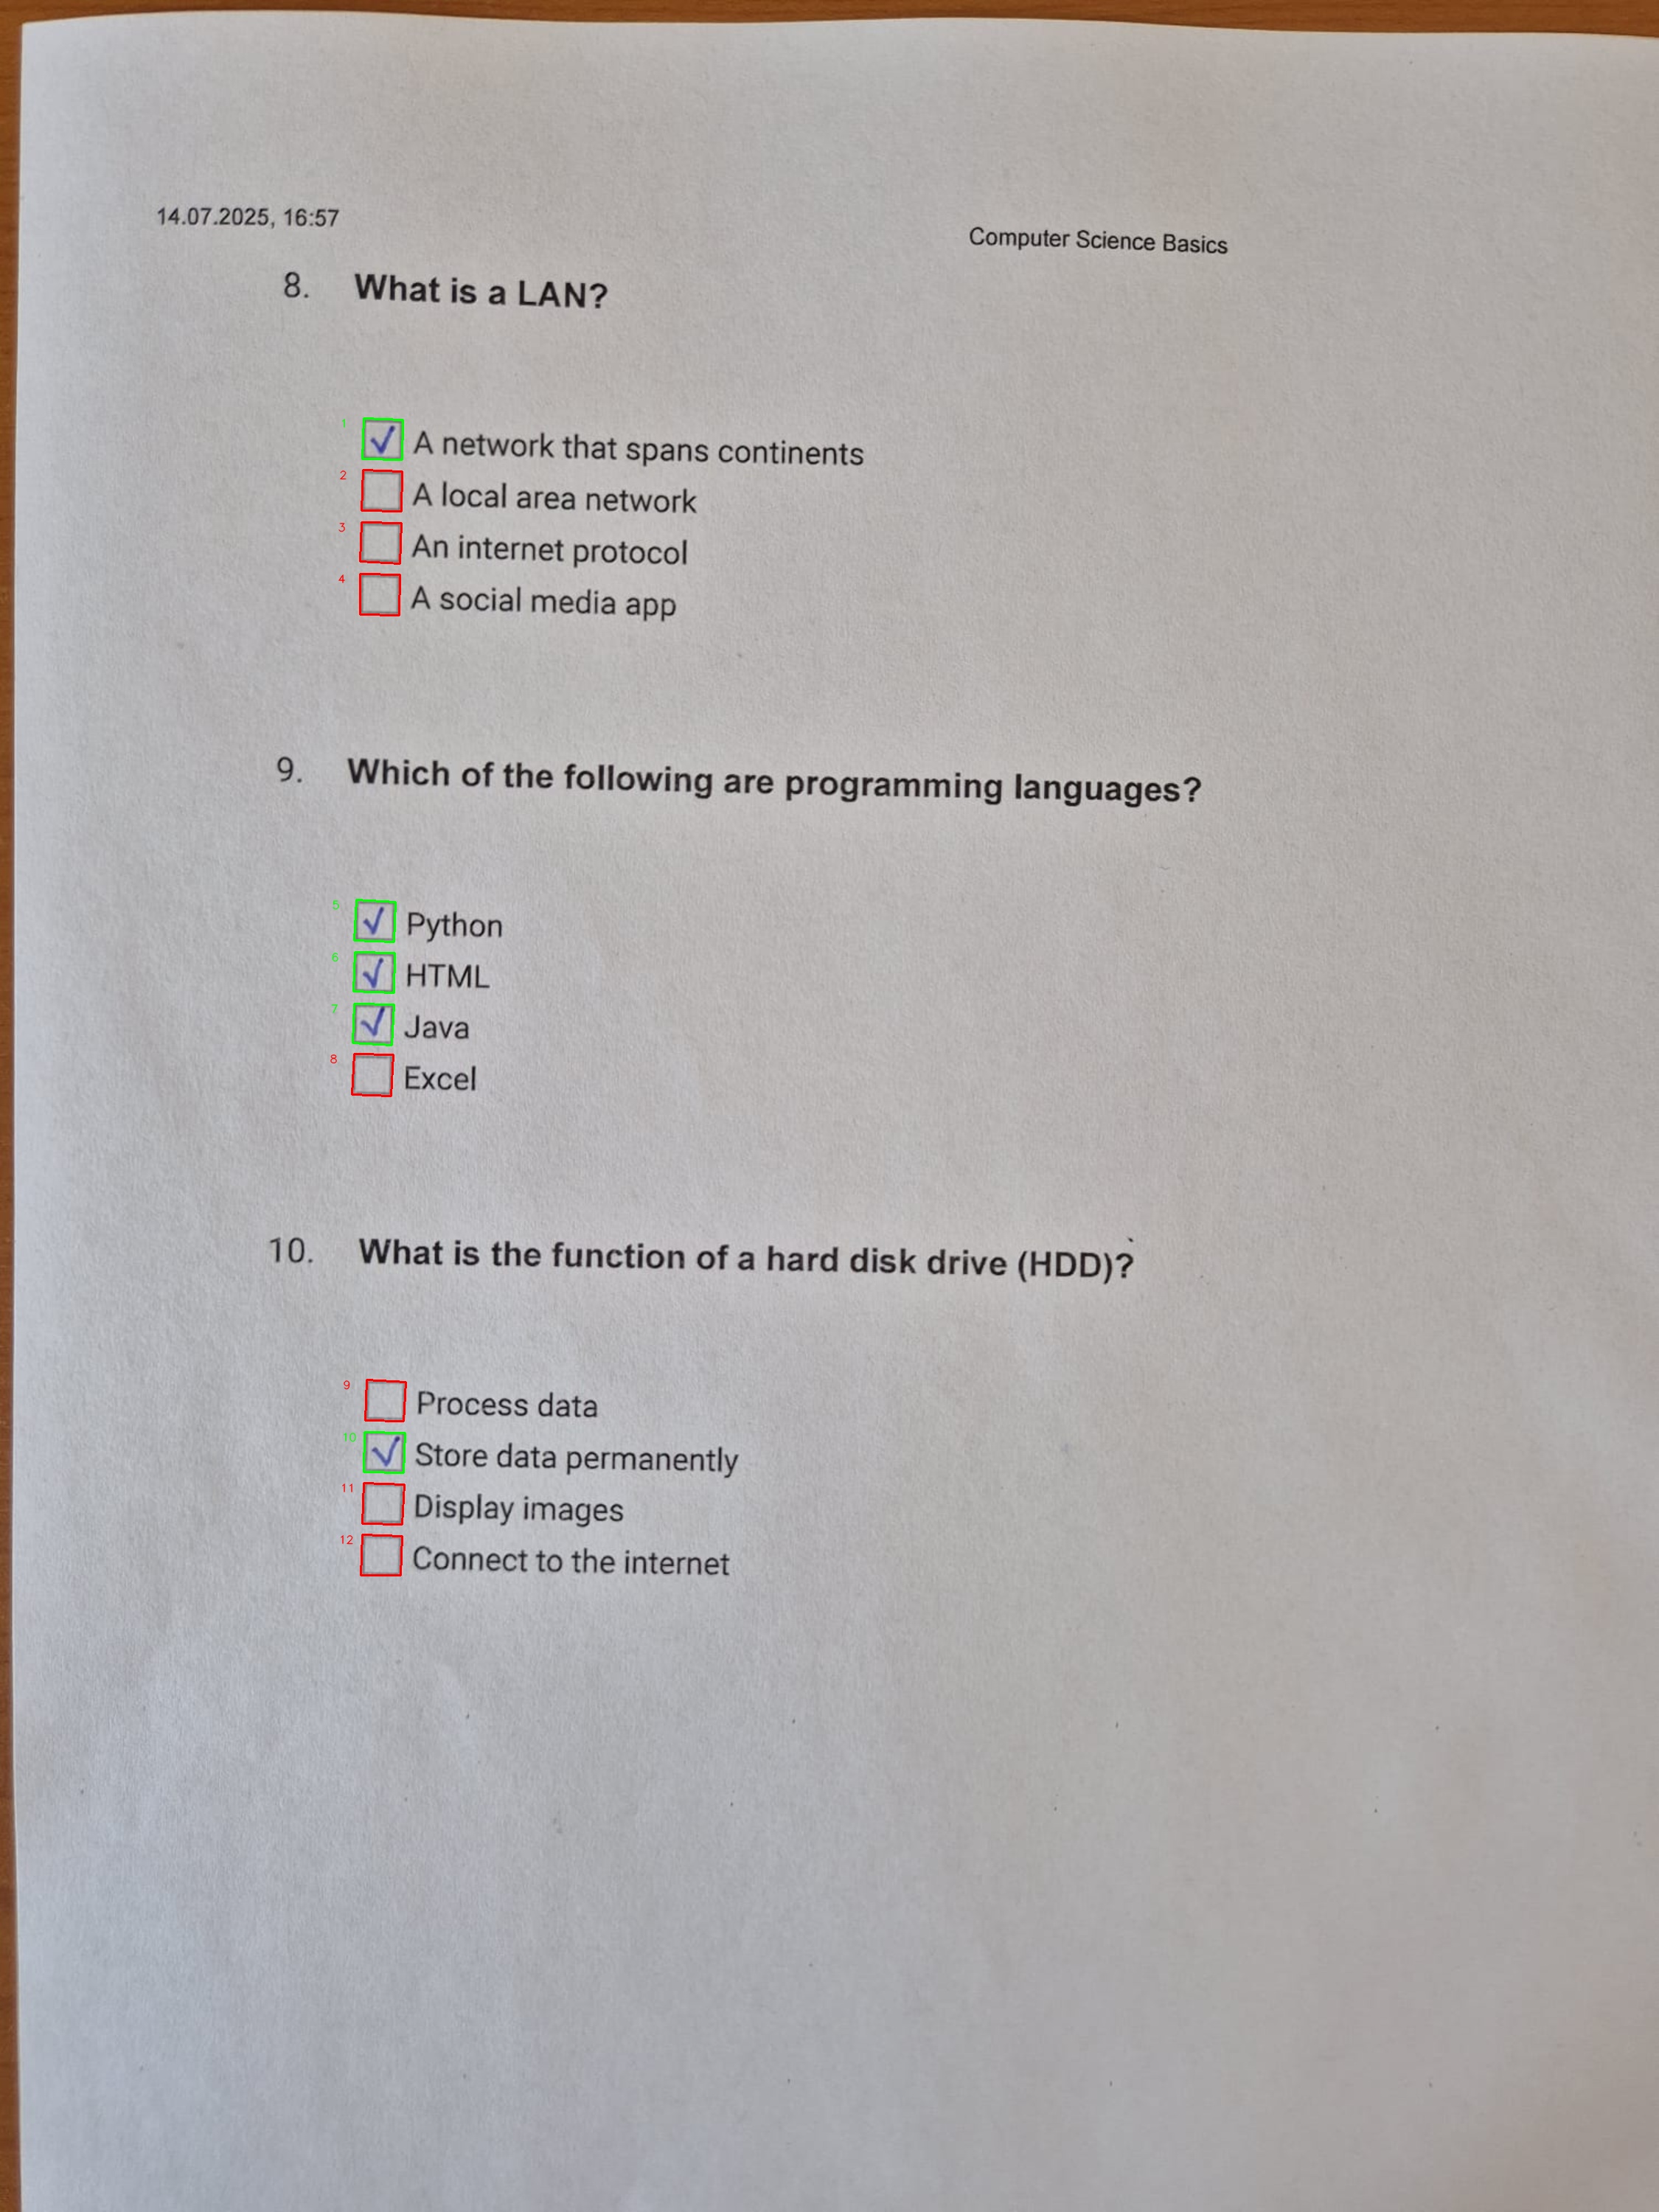 14.07.2025, 16:57
Computer Science Basics
8. What is a LAN?
1 ✓ A network that spans continents
2 A local area network
3 An internet protocol
4 A social media app
9. Which of the following are programming languages?
5 ✓ Python
6 ✓ HTML
7 ✓ Java
8 Excel
10. What is the function of a hard disk drive (HDD)?
9 Process data
10 ✓ Store data permanently
11 Display images
12 Connect to the internet